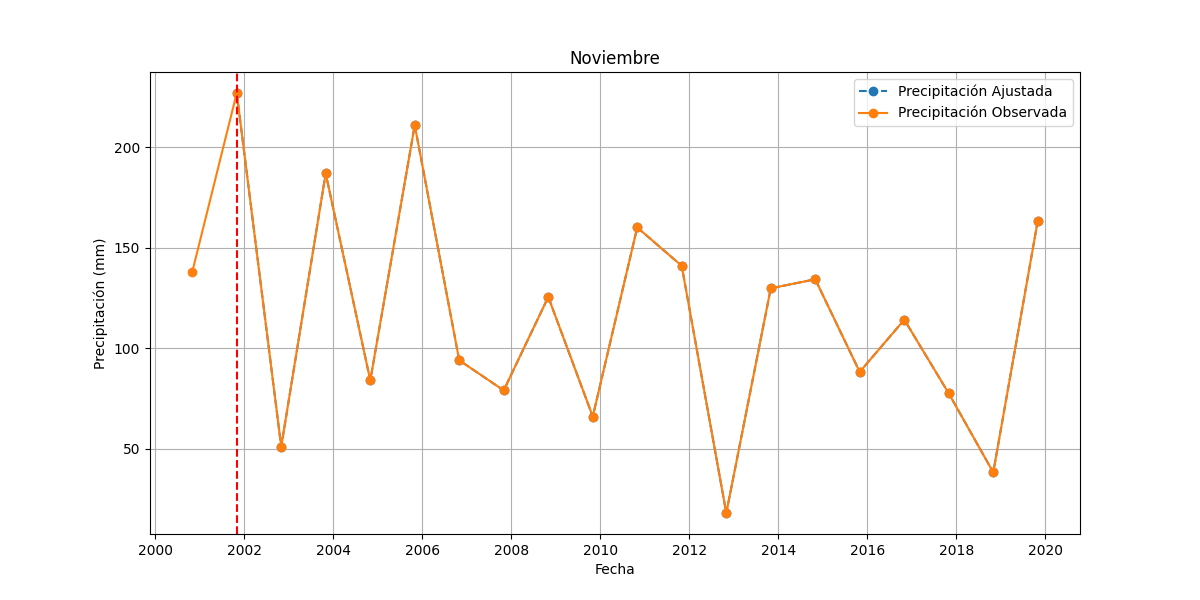 Noviembre
Precipitación Ajustada
Precipitación Observada
Precipitación (mm)
200
150
100
50
2000 2002 2004 2006 2008 2010 2012 2014 2016 2018 2020
Fecha